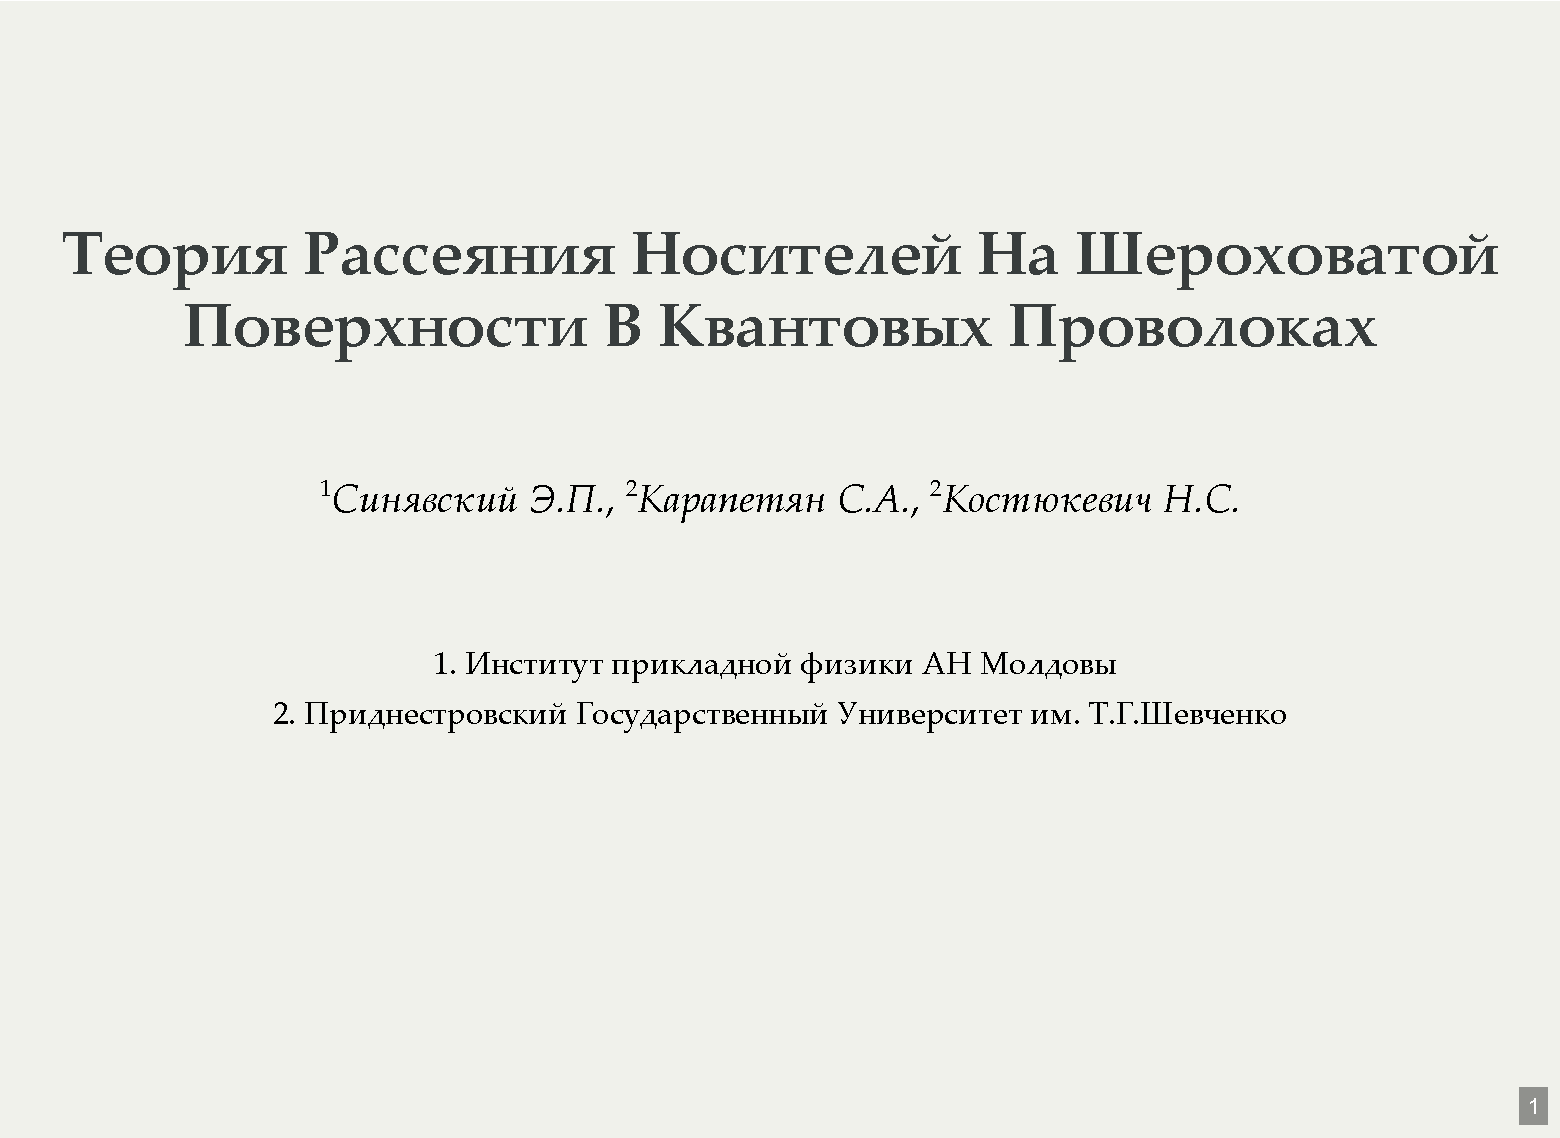 Теория Рассеяния Носителей На Шероховатой
Поверхности В Квантовых Проволоках
¹Синявский Э.П., ²Карапетян С.А., ²Костюкевич Н.С.
1. Институт прикладной физики АН Молдовы
2. Приднестровский Государственный Университет им. Т.Г.Шевченко
1